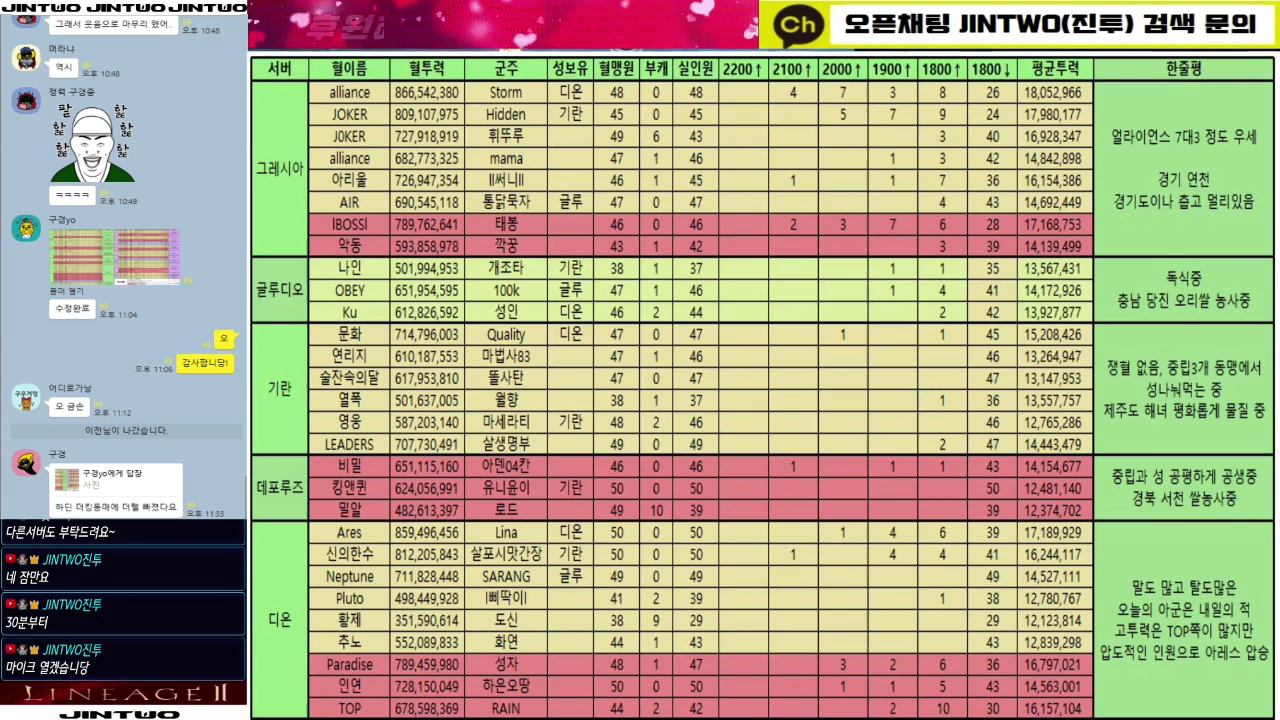 JINTWO JINTWO JINTWO
그래서 웃음으로 마무리 했어..
오후 10:48
머라냐
역시
오후 10:48
정력 구경중
팔 핥
핥 핥
핥 핥
ㅋㅋㅋㅋ
오후 10:49
구경yo
폴더 열기
수정완료
오후 11:04
오
감사합니당!
오후 11:06
어디로가남
오 금손
오후 11:12
이전님이 나갔습니다.
구경
구경yo에게 답장
사진
하딘 더킹동매에 더헬 빠졌다요
오후 11:33
다른서버도 부탁드려요~
JINTWO진투
네 잠만요
JINTWO진투
30분부터
JINTWO진투
마이크 열겠습니당
LINEAGE II
JINTWO
Ch
오픈채팅 JINTWO(진투) 검색 문의
서버 혈이름 혈투력 군주 성보유 혈맹원 부캐 실인원 2200↑ 2100↑ 2000↑ 1900↑ 1800↑ 1800↓ 평균투력 한줄평
그레시아
alliance 866,542,380 Storm 디온 48 0 48 4 7 3 8 26 18,052,966
JOKER 809,107,975 Hidden 기란 45 0 45 5 7 9 24 17,980,177
J0KER 727,918,919 휘뚜루 49 6 43 3 40 16,928,347
alliance 682,773,325 mama 47 1 46 1 3 42 14,842,898
아리울 726,947,354 ll써니ll 46 1 45 1 1 7 36 16,154,386
AIR 690,545,118 통닭묵자 글루 47 0 47 4 43 14,692,449
lBOSSl 789,762,641 태봉 46 0 46 2 3 7 6 28 17,168,753
악동 593,858,978 깍꿍 43 1 42 3 39 14,139,499
얼라이언스 7대3 정도 우세
경기 연천
경기도이나 춥고 멀리있음
글루디오
나인 501,994,953 개조타 기란 38 1 37 1 1 35 13,567,431
OBEY 651,954,595 100k 글루 47 1 46 1 4 41 14,172,926
Ku 612,826,592 성인 디온 46 2 44 2 42 13,927,877
독식중
충남 당진 오리쌀 농사중
기란
문화 714,796,003 Quality 디온 47 0 47 1 1 45 15,208,426
연리지 610,187,553 마법사83 47 1 46 46 13,264,947
술잔속의달 617,953,810 똘사탄 47 0 47 47 13,147,953
열폭 501,637,005 월향 38 1 37 1 36 13,557,757
영웅 587,203,140 마세라티 기란 48 2 46 46 12,765,286
LEADERS 707,730,491 살생명부 49 0 49 2 47 14,443,479
쟁혈 없음, 중립3개 동맹에서
성나눠먹는 중
제주도 해녀 평화롭게 물질 중
데포루즈
비밀 651,115,160 아덴04칸 46 0 46 1 1 1 43 14,154,677
킹앤퀸 624,056,991 유니윤이 기란 50 0 50 50 12,481,140
밀알 482,613,397 로드 49 10 39 39 12,374,702
중립과 성 공평하게 공생중
경북 서천 쌀농사중
디온
Ares 859,496,456 Lina 디온 50 0 50 1 4 6 39 17,189,929
신의한수 812,205,843 살포시맛간장 기란 50 0 50 1 4 4 41 16,244,117
Neptune 711,828,448 SARANG 글루 49 0 49 49 14,527,111
Pluto 498,449,928 l삐딱이l 41 2 39 1 38 12,780,767
황제 351,590,614 도신 38 9 29 29 12,123,814
추노 552,089,833 화연 44 1 43 43 12,839,298
Paradise 789,459,980 성자 48 1 47 3 2 6 36 16,797,021
인연 728,150,049 하은오땅 50 0 50 1 1 5 43 14,563,001
TOP 678,598,369 RAIN 44 2 42 2 10 30 16,157,104
말도 많고 탈도많은
오늘의 아군은 내일의 적
고투력은 TOP쪽이 많지만
압도적인 인원으로 아레스 압승